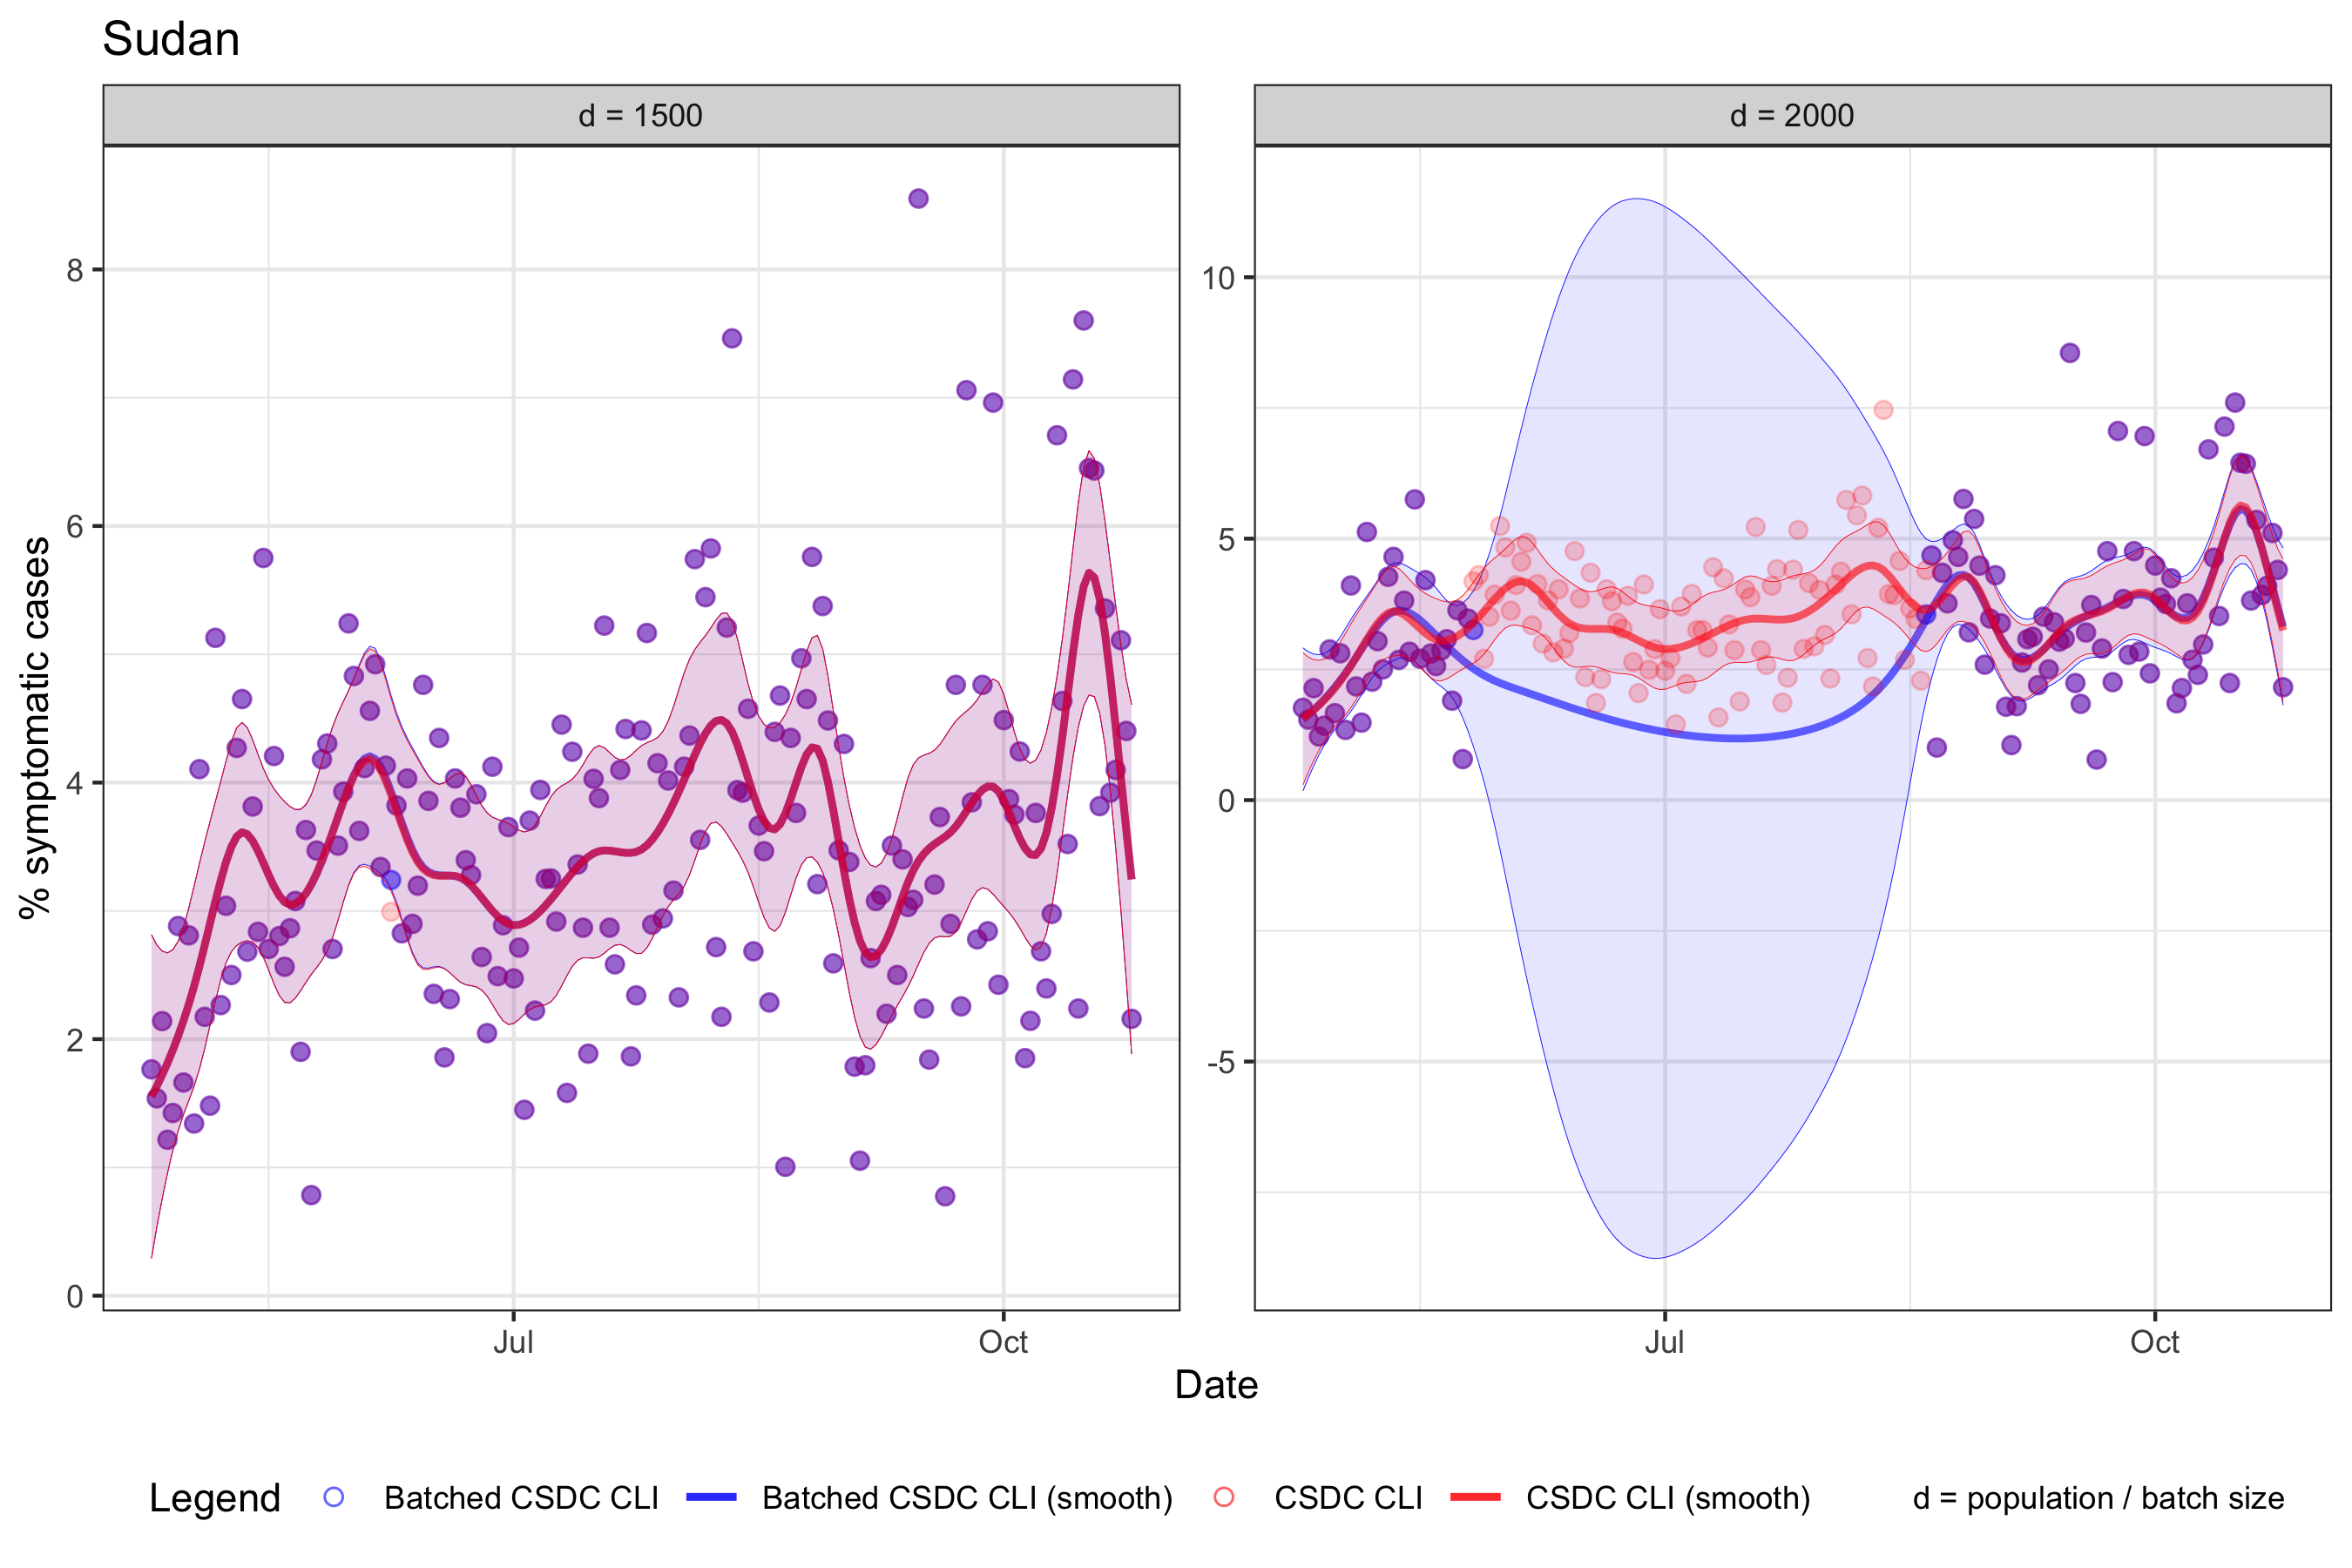 Sudan
d = 1500
d = 2000
% symptomatic cases
8
6
4
2
0
10
5
0
-5
Jul
Oct
Jul
Oct
Date
Legend
Batched CSDC CLI
Batched CSDC CLI (smooth)
CSDC CLI
CSDC CLI (smooth)
d = population / batch size